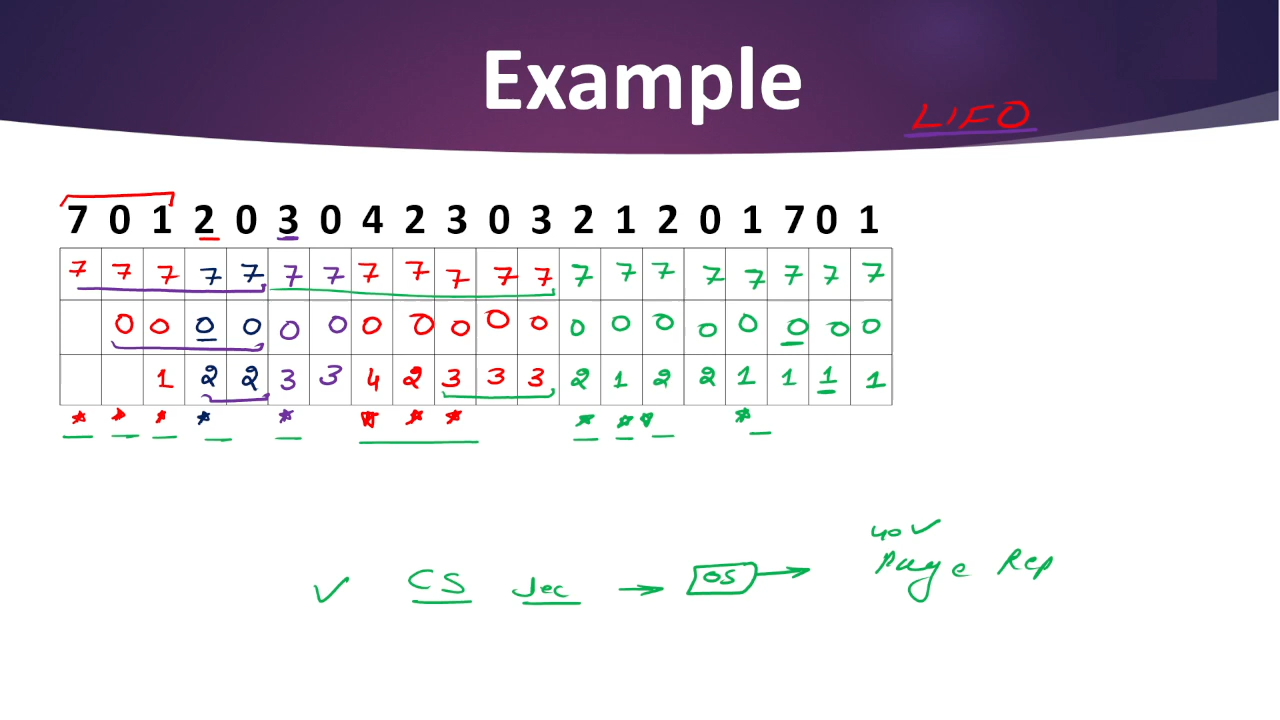 Example
LIFO
7 0 1 2 0 3 0 4 2 3 0 3 2 1 2 0 1 7 0 1
7 7 7 7 7 7 7 7 7 7 7 7 7 7 7 7 7 7 7 7
0 0 0 0 0 0 0 0 0 0 0 0 0 0 0 0 0 0 0
1 2 2 3 3 4 2 3 3 3 2 1 2 2 1 1 1 1
40 ✓
✓ CS Jec → OS → Page Rep